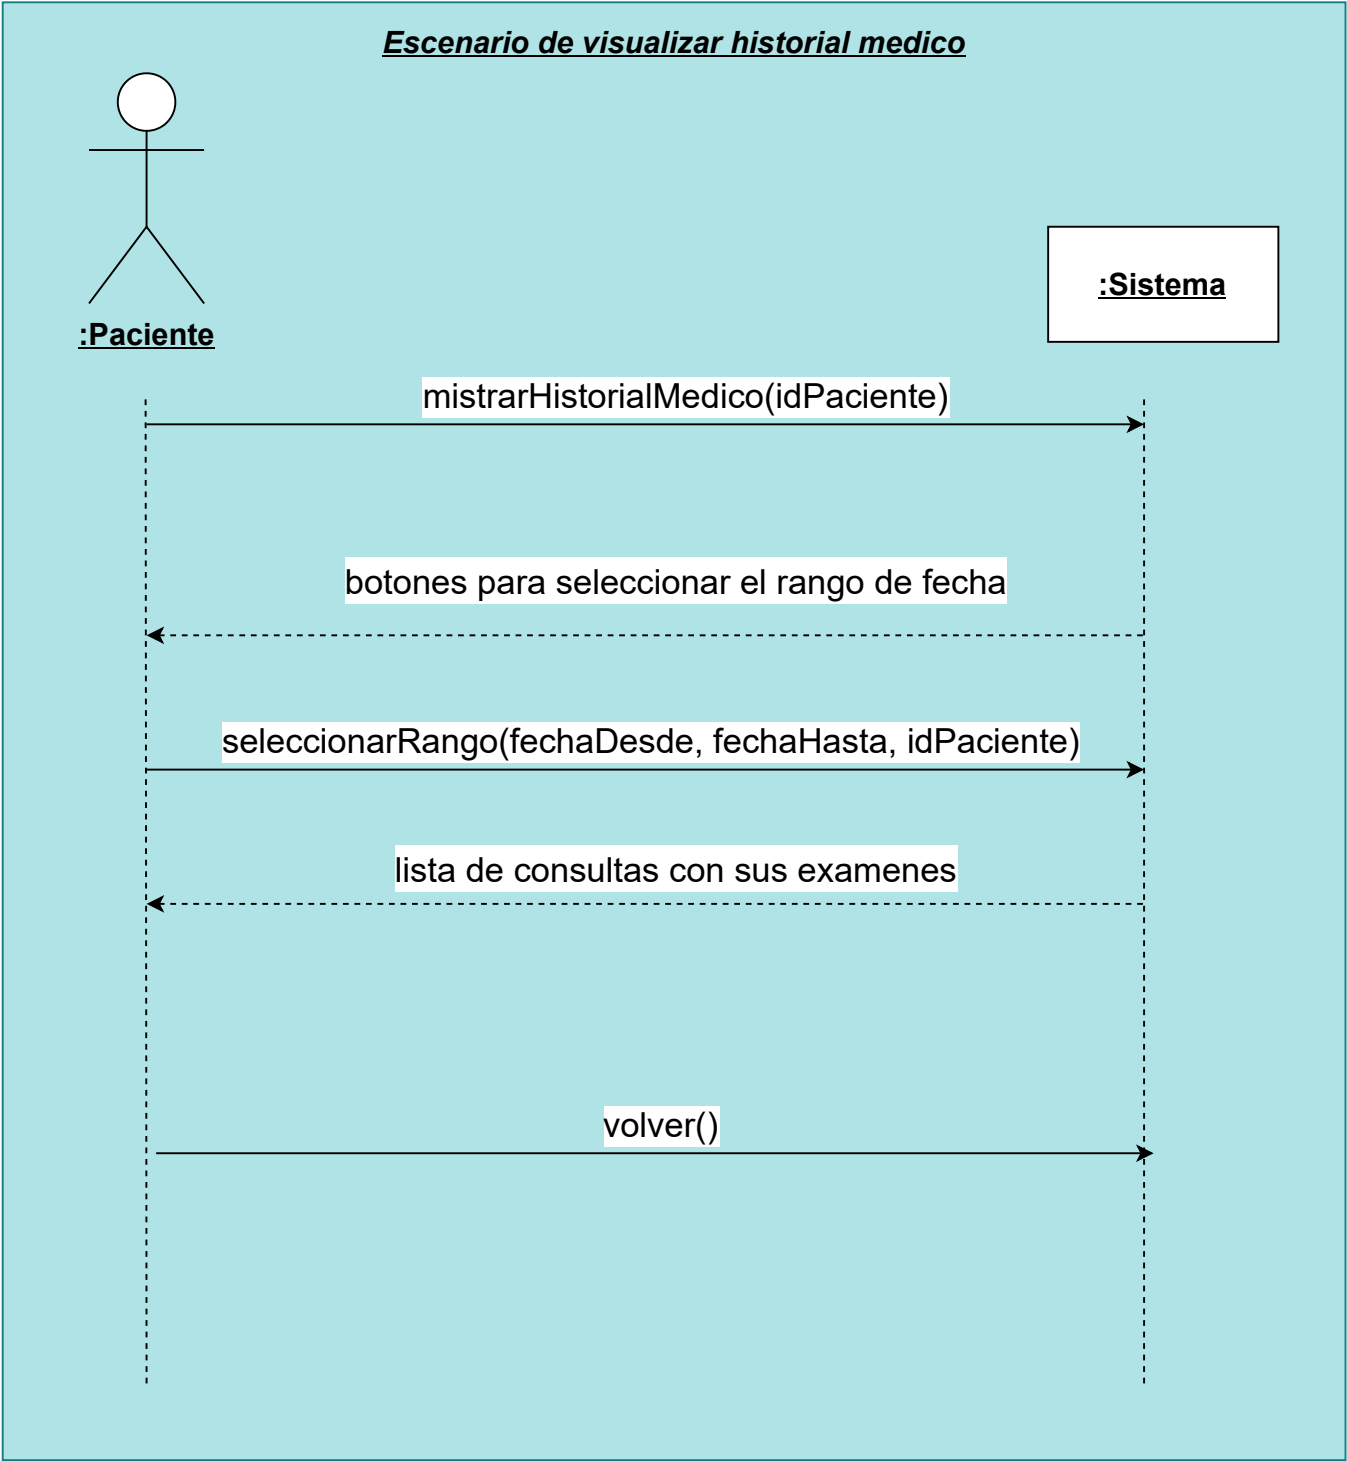 Escenario de visualizar historial medico
:Sistema
:Paciente
mistrarHistorialMedico(idPaciente)
botones para seleccionar el rango de fecha
seleccionarRango(fechaDesde, fechaHasta, idPaciente)
lista de consultas con sus examenes
volver()